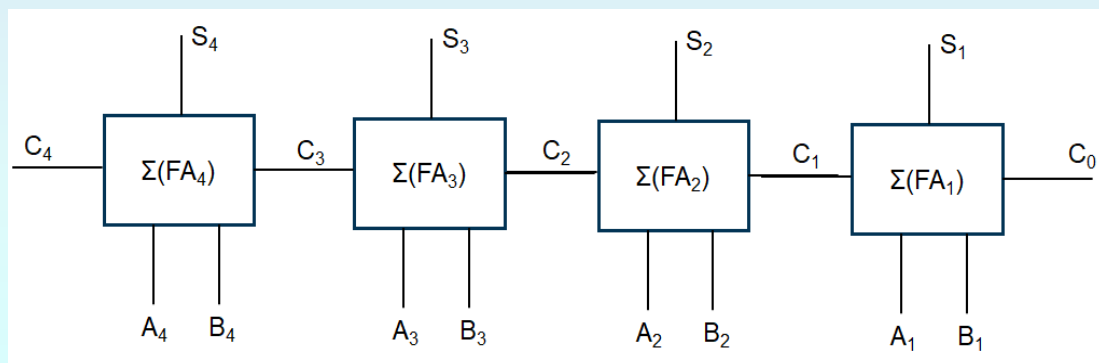 S₄ S₃ S₂ S₁
C₄ C₃ C₂ C₁ C₀
Σ(FA₄) Σ(FA₃) Σ(FA₂) Σ(FA₁)
A₄ B₄ A₃ B₃ A₂ B₂ A₁ B₁